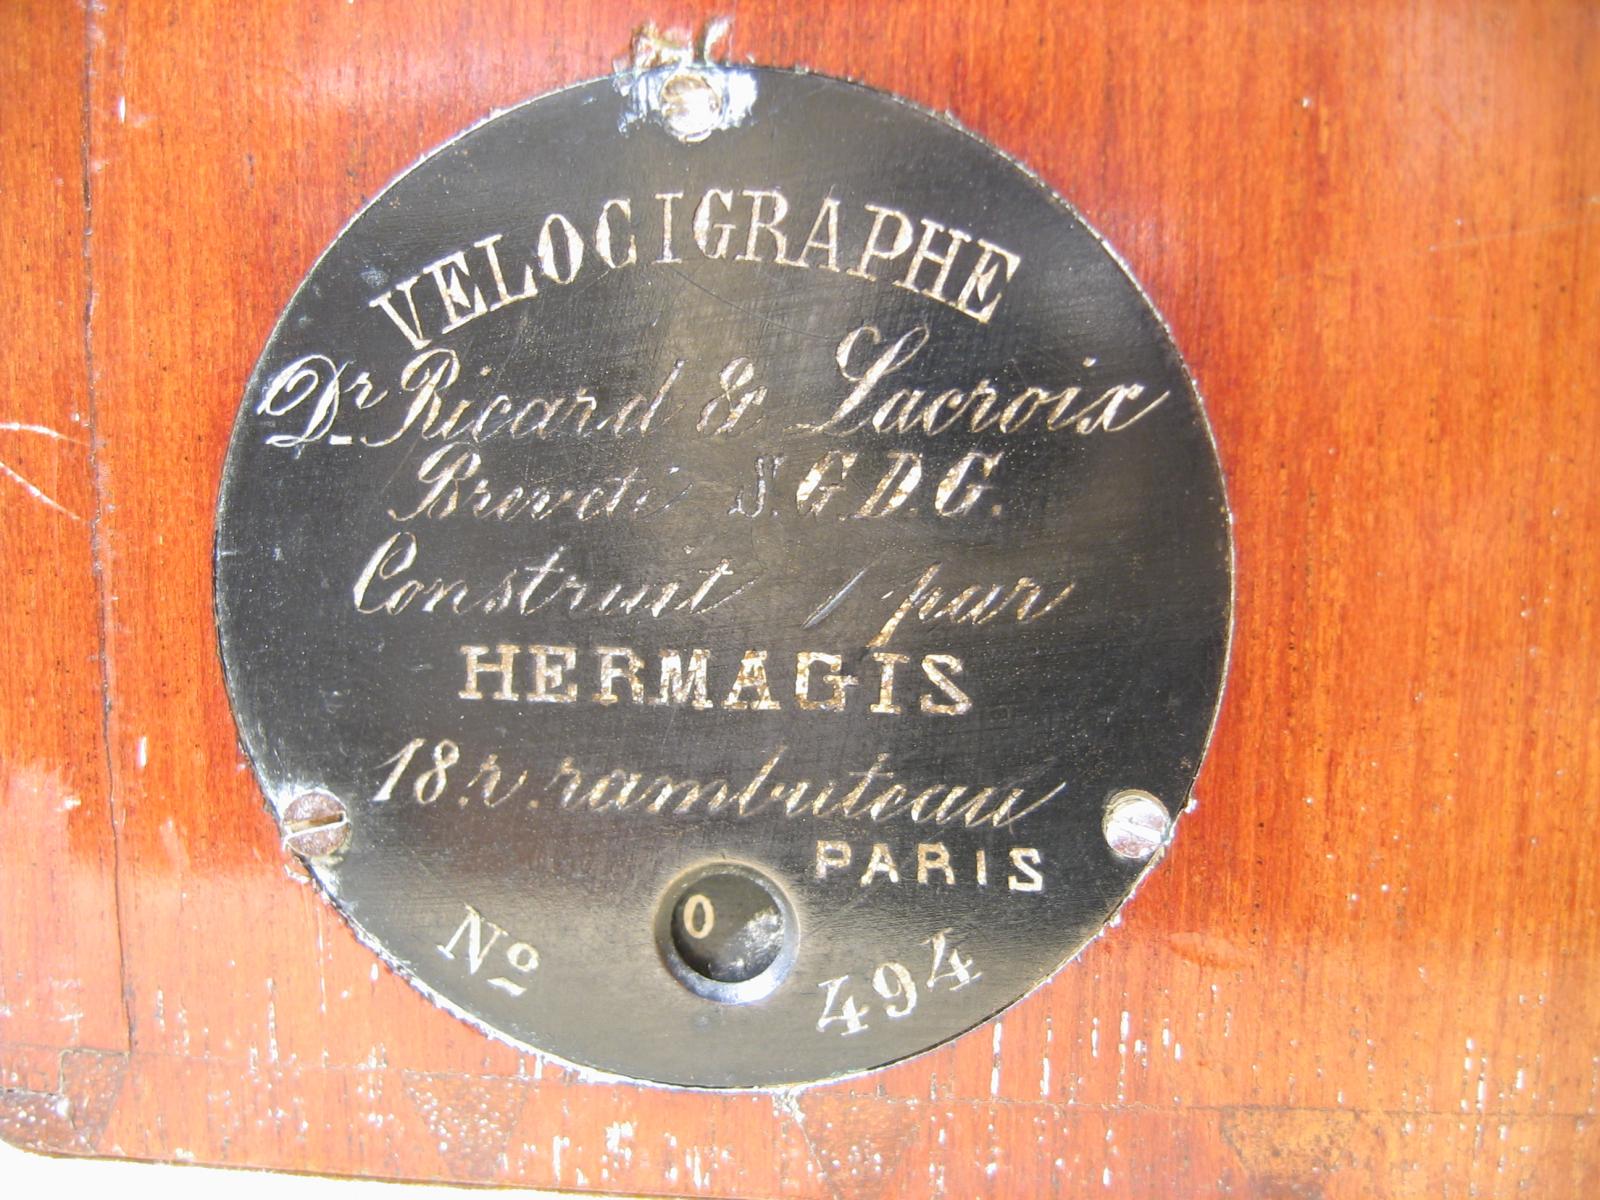 VELOCIGRAPHE
Dr Ricard & Lacroix
Breveté S.G.D.G.
Construit par
HERMAGIS
18.r. rambuteau
PARIS
0
No 494